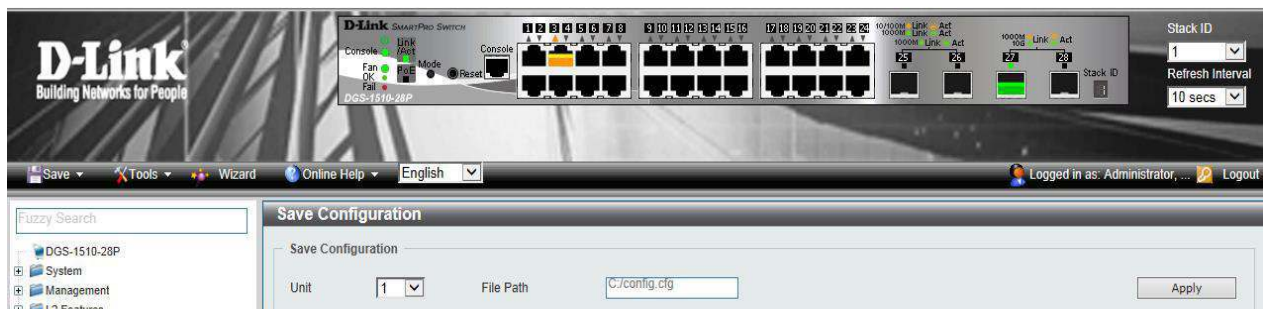 D-Link
Building Networks for People
D-Link SMARTPRO SWITCH
Console
Link
/Act
Fan
OK
Fail
PoE
Mode
Reset
Console
DGS-1510-28P
1 2 3 4 5 6 7 8
9 10 11 12 13 14 15 16
17 18 19 20 21 22 23 24
10/100M Link Act
1000M Link Act
1000M Link Act
25 26
1000M Link Act
10G
27 28
Stack ID
Stack ID
1
Refresh Interval
10 secs
Save
Tools
Wizard
Online Help
English
Logged in as: Administrator, ...
Logout
Fuzzy Search
DGS-1510-28P
System
Management
L2 Features
Save Configuration
Save Configuration
Unit
1
File Path
C:/config.cfg
Apply